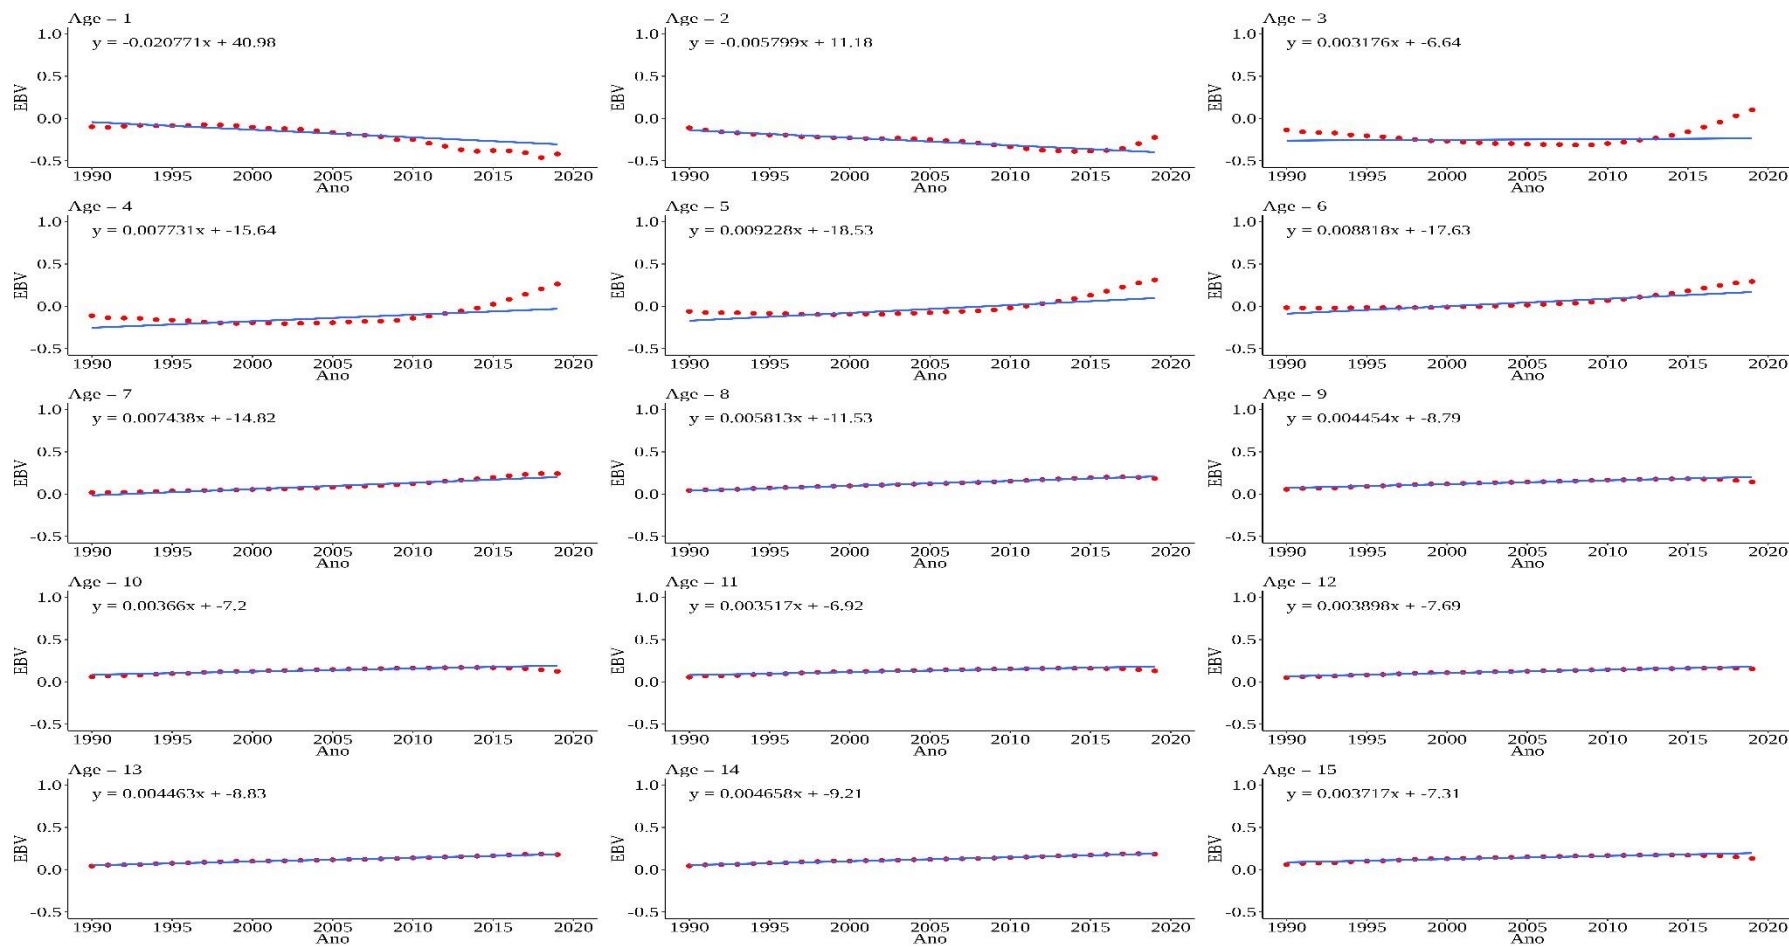 Age – 1
y = -0.020771x + 40.98
1.0
0.5
0.0
-0.5
EBV
1990 1995 2000 2005 2010 2015 2020
Ano
Age – 2
y = -0.005799x + 11.18
1.0
0.5
0.0
-0.5
EBV
1990 1995 2000 2005 2010 2015 2020
Ano
Age – 3
y = 0.003176x + -6.64
1.0
0.5
0.0
-0.5
EBV
1990 1995 2000 2005 2010 2015 2020
Ano
Age – 4
y = 0.007731x + -15.64
1.0
0.5
0.0
-0.5
EBV
1990 1995 2000 2005 2010 2015 2020
Ano
Age – 5
y = 0.009228x + -18.53
1.0
0.5
0.0
-0.5
EBV
1990 1995 2000 2005 2010 2015 2020
Ano
Age – 6
y = 0.008818x + -17.63
1.0
0.5
0.0
-0.5
EBV
1990 1995 2000 2005 2010 2015 2020
Ano
Age – 7
y = 0.007438x + -14.82
1.0
0.5
0.0
-0.5
EBV
1990 1995 2000 2005 2010 2015 2020
Ano
Age – 8
y = 0.005813x + -11.53
1.0
0.5
0.0
-0.5
EBV
1990 1995 2000 2005 2010 2015 2020
Ano
Age – 9
y = 0.004454x + -8.79
1.0
0.5
0.0
-0.5
EBV
1990 1995 2000 2005 2010 2015 2020
Ano
Age – 10
y = 0.00366x + -7.2
1.0
0.5
0.0
-0.5
EBV
1990 1995 2000 2005 2010 2015 2020
Ano
Age – 11
y = 0.003517x + -6.92
1.0
0.5
0.0
-0.5
EBV
1990 1995 2000 2005 2010 2015 2020
Ano
Age – 12
y = 0.003898x + -7.69
1.0
0.5
0.0
-0.5
EBV
1990 1995 2000 2005 2010 2015 2020
Ano
Age – 13
y = 0.004463x + -8.83
1.0
0.5
0.0
-0.5
EBV
1990 1995 2000 2005 2010 2015 2020
Ano
Age – 14
y = 0.004658x + -9.21
1.0
0.5
0.0
-0.5
EBV
1990 1995 2000 2005 2010 2015 2020
Ano
Age – 15
y = 0.003717x + -7.31
1.0
0.5
0.0
-0.5
EBV
1990 1995 2000 2005 2010 2015 2020
Ano